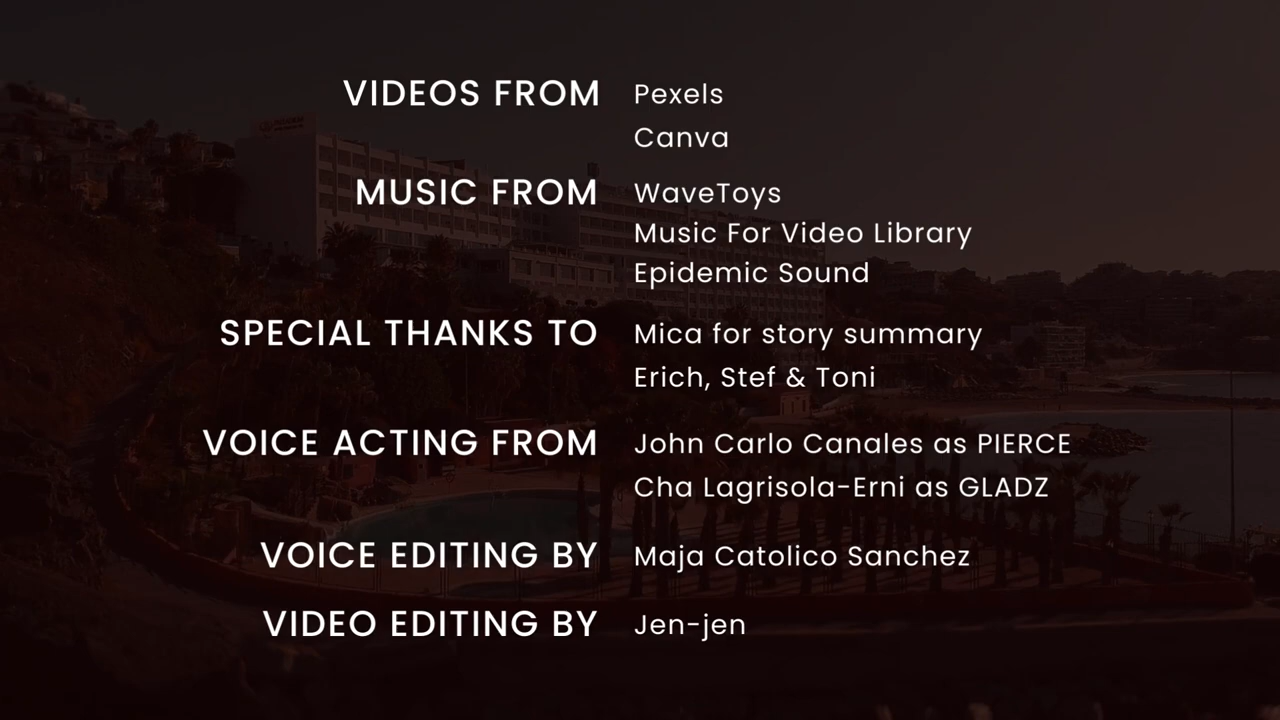 VIDEOS FROM Pexels
Canva
MUSIC FROM WaveToys
Music For Video Library
Epidemic Sound
SPECIAL THANKS TO Mica for story summary
Erich, Stef & Toni
VOICE ACTING FROM John Carlo Canales as PIERCE
Cha Lagrisola-Erni as GLADZ
VOICE EDITING BY Maja Catolico Sanchez
VIDEO EDITING BY Jen-jen